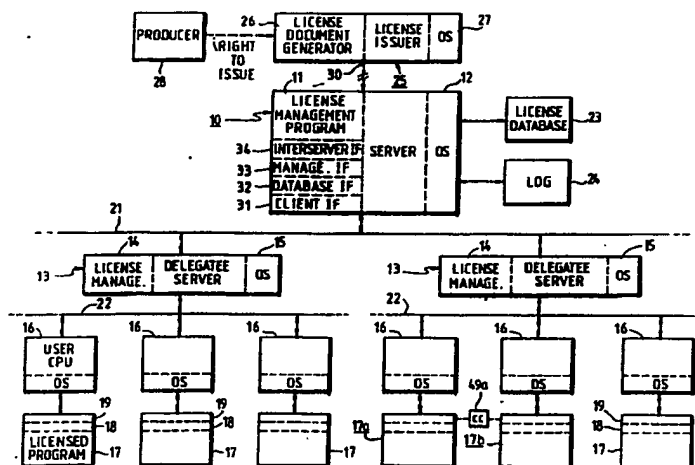 26
LICENSE DOCUMENT GENERATOR
LICENSE ISSUER
OS
27
PRODUCER
28
RIGHT TO ISSUE
30
25
11
12
10
LICENSE MANAGEMENT PROGRAM
SERVER
OS
LICENSE DATABASE
23
34
INTERSERVER IF
33
MANAGE. IF
32
DATABASE IF
31
CLIENT IF
LOG
24
21
14
15
13
LICENSE MANAGE.
DELEGATEE SERVER
OS
14
15
13
LICENSE MANAGE.
DELEGATEE SERVER
OS
22
22
16
16
16
16
16
16
USER CPU
OS
OS
OS
OS
OS
OS
49a
CC
19
18
LICENSED PROGRAM
17
19
18
17
19
18
17
17a
17b
19
18
17